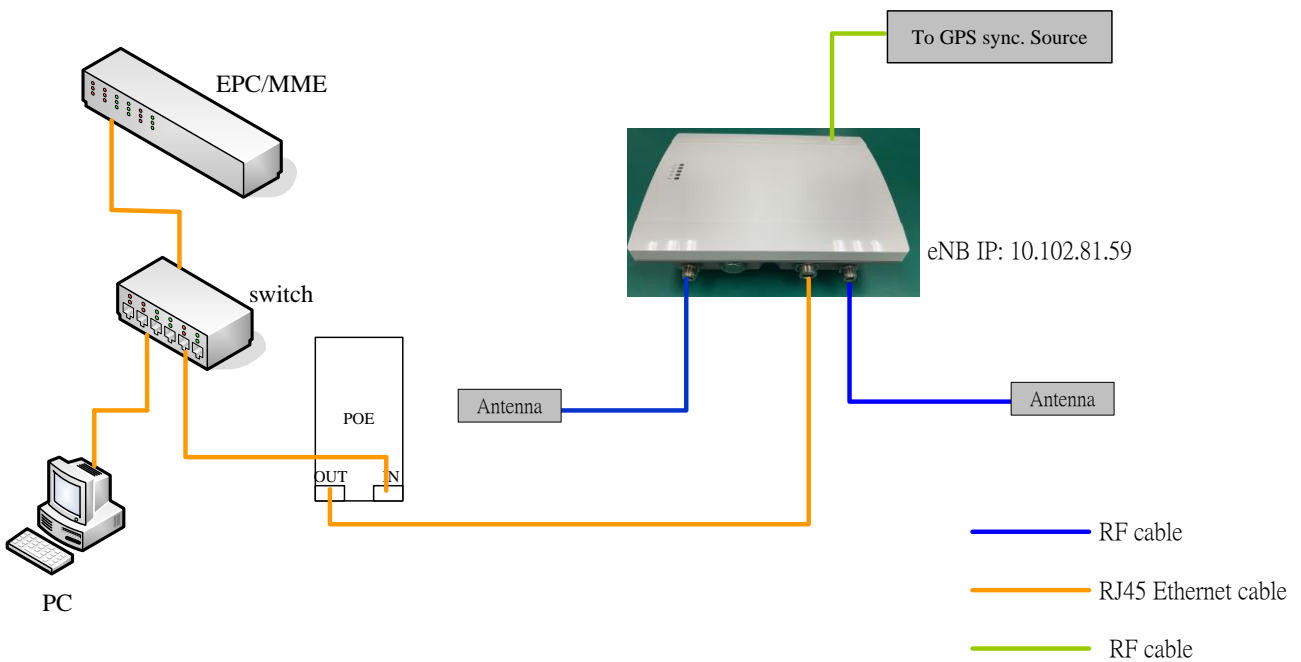 To GPS sync. Source
EPC/MME
eNB IP: 10.102.81.59
switch
POE
OUT
IN
Antenna
Antenna
PC
RF cable
RJ45 Ethernet cable
RF cable